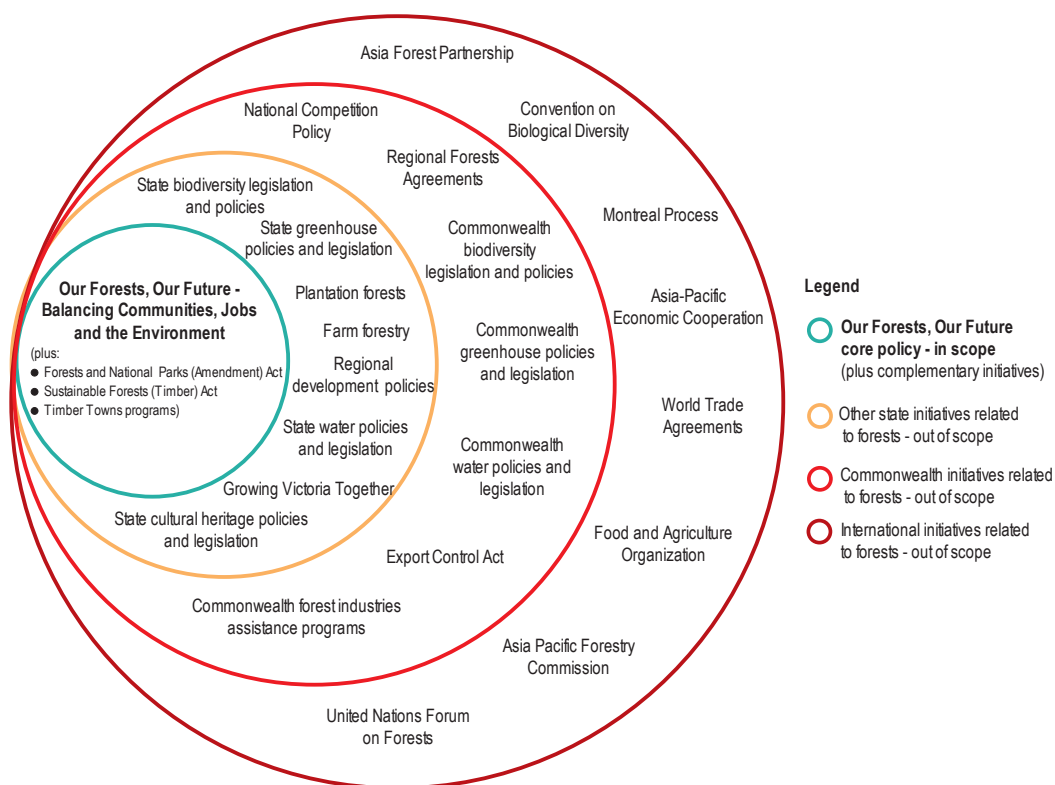 Asia Forest Partnership
National Competition
Policy
Convention on
Biological Diversity
Regional Forests
Agreements
State biodiversity legislation
and policies
Montreal Process
State greenhouse
policies and legislation
Commonwealth
biodiversity
legislation and policies
Our Forests, Our Future -
Balancing Communities, Jobs
and the Environment
(plus:
● Forests and National Parks (Amendment) Act
● Sustainable Forests (Timber) Act
● Timber Towns programs)
Plantation forests
Farm forestry
Regional
development policies
Asia-Pacific
Economic Cooperation
Commonwealth
greenhouse policies
and legislation
World Trade
Agreements
State water policies
and legislation
Commonwealth
water policies and
legislation
Growing Victoria Together
State cultural heritage policies
and legislation
Food and Agriculture
Organization
Export Control Act
Commonwealth forest industries
assistance programs
Asia Pacific Forestry
Commission
United Nations Forum
on Forests
Legend
Our Forests, Our Future
core policy - in scope
(plus complementary initiatives)
Other state initiatives related
to forests - out of scope
Commonwealth initiatives related
to forests - out of scope
International initiatives related
to forests - out of scope